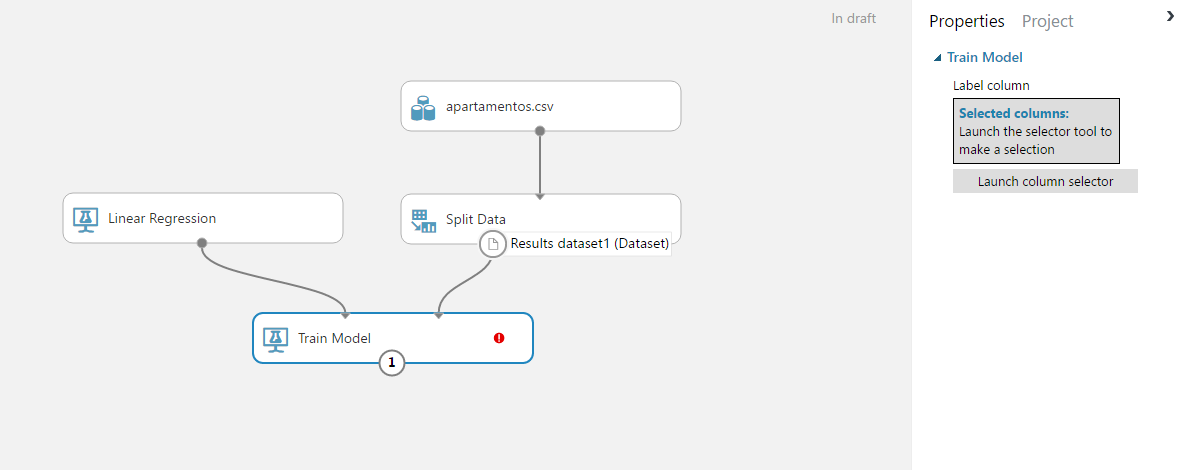 In draft
Properties Project
Train Model
Label column
Selected columns:
Launch the selector tool to
make a selection
Launch column selector
apartamentos.csv
Linear Regression
Split Data
Results dataset1 (Dataset)
Train Model
1